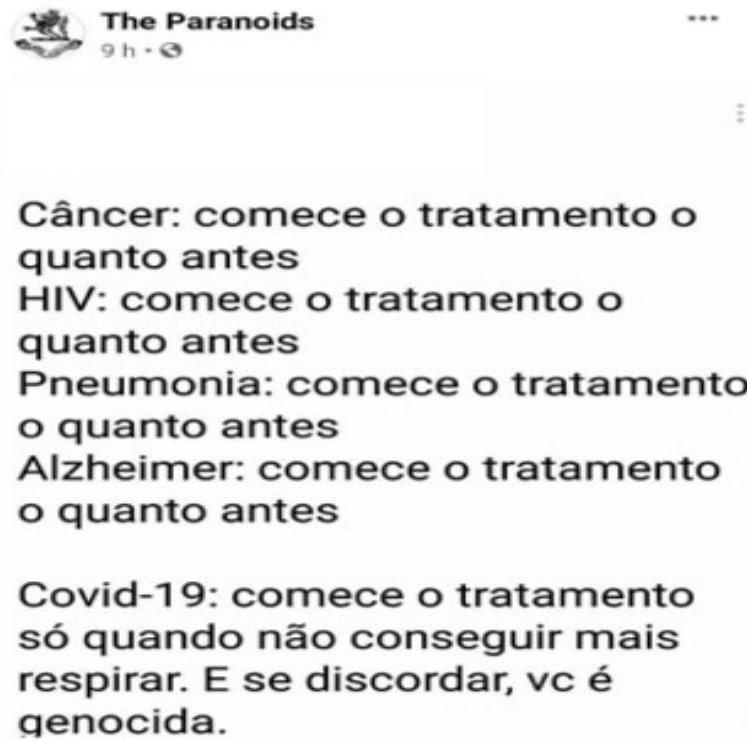 The Paranoids
9 h
Câncer: comece o tratamento o
quanto antes
HIV: comece o tratamento o
quanto antes
Pneumonia: comece o tratamento
o quanto antes
Alzheimer: comece o tratamento
o quanto antes
Covid-19: comece o tratamento
só quando não conseguir mais
respirar. E se discordar, vc é
genocida.